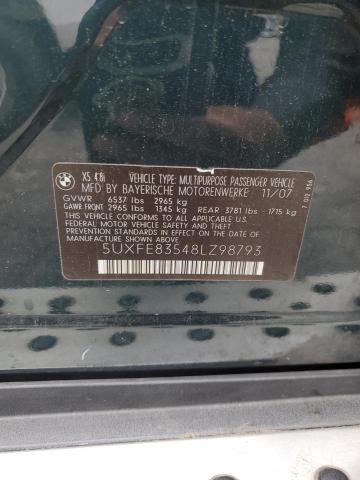 BMW
X5 4.8i VEHICLE TYPE: MULTIPURPOSE PASSENGER VEHICLE
MFD BY BAYERISCHE MOTORENWERKE 11/07
GVWR 6537 lbs 2965 kg
GAWR FRONT 2965 lbs 1345 kg REAR 3781 lbs - 1715 kg
THIS VEHICLE CONFORMS TO ALL APPLICABLE U.S.
FEDERAL MOTOR VEHICLE SAFETY, BUMPER AND THEFT
PREVENTION STANDARDS IN EFFECT ON THE DATE
OF MANUFACTURE SHOWN ABOVE
5UXFE83548LZ98793